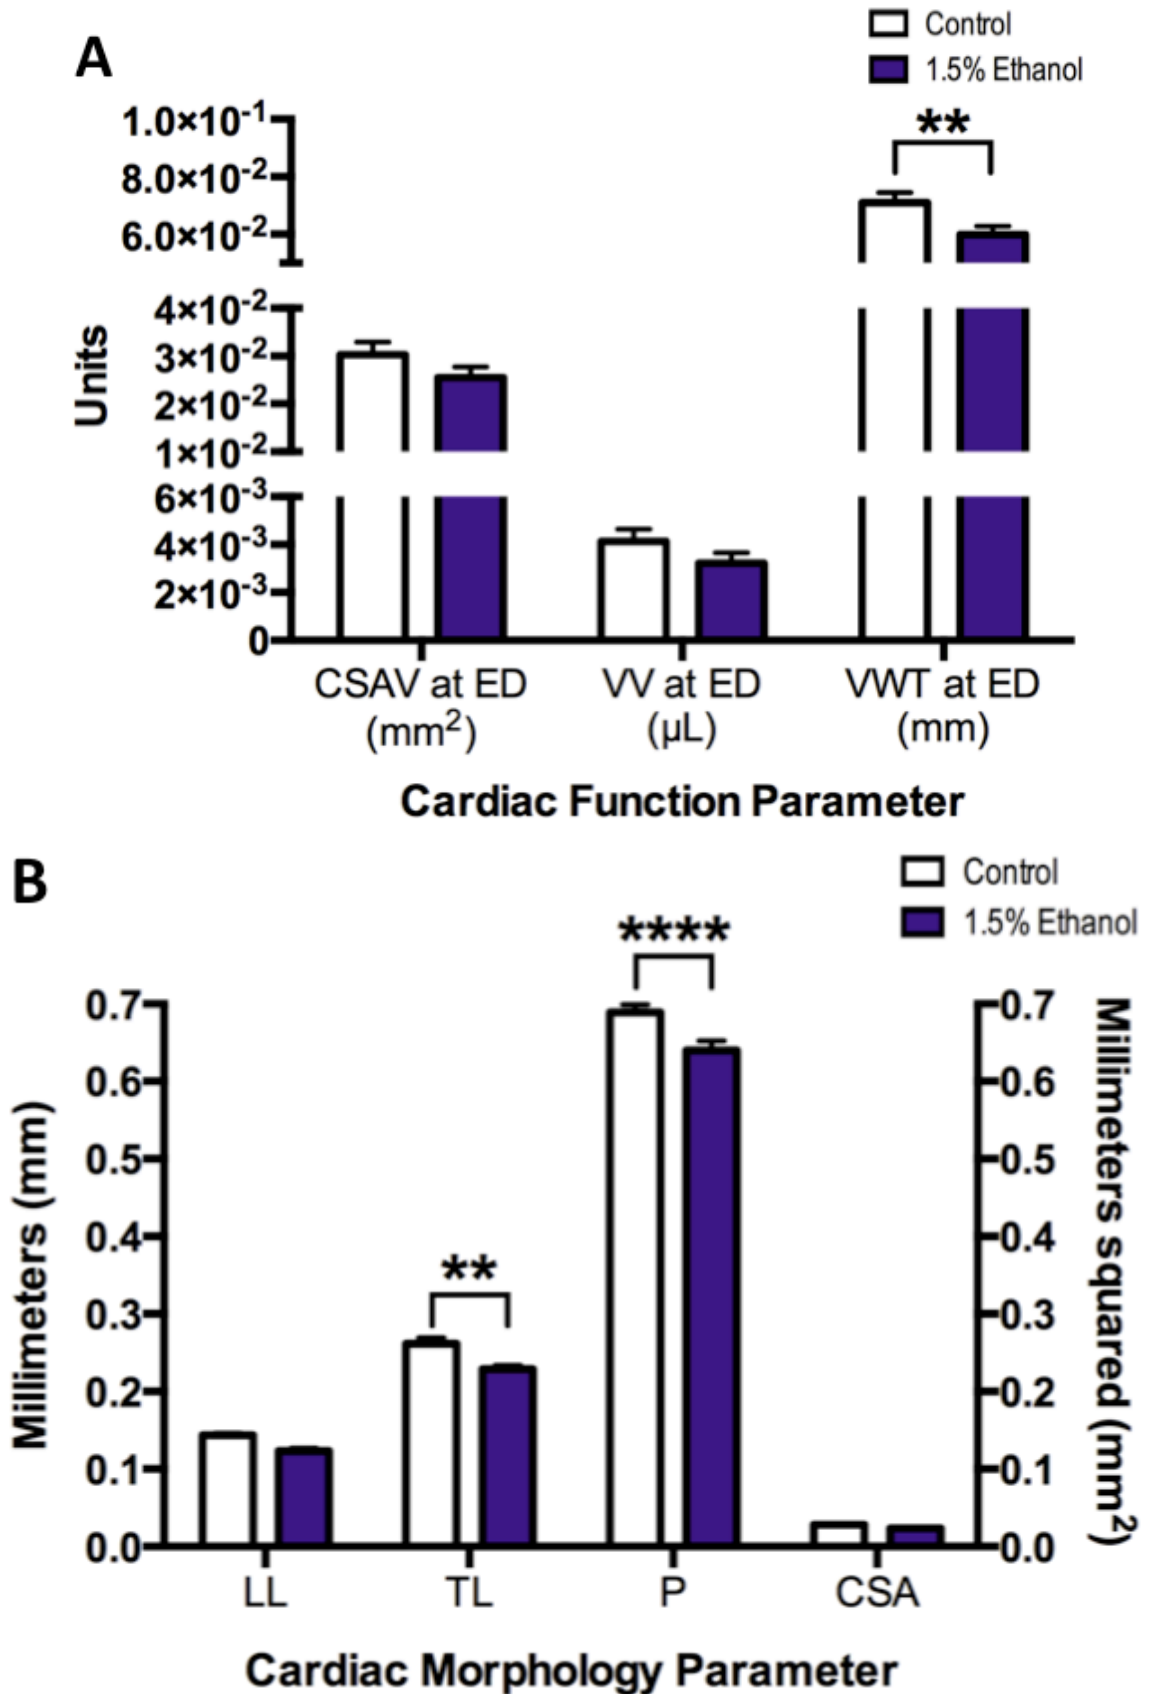 A
Control
1.5% Ethanol
**
1.0×10⁻¹
8.0×10⁻²
6.0×10⁻²
4×10⁻²
3×10⁻²
2×10⁻²
1×10⁻²
6×10⁻³
4×10⁻³
2×10⁻³
0
Units
CSAV at ED VV at ED VWT at ED
(mm²) (µL) (mm)
Cardiac Function Parameter
B
Control
1.5% Ethanol
****
**
0.7 0.7
0.6 0.6
0.5 0.5
0.4 0.4
0.3 0.3
0.2 0.2
0.1 0.1
0.0 0.0
Millimeters (mm)
Millimeters squared (mm²)
LL TL P CSA
Cardiac Morphology Parameter